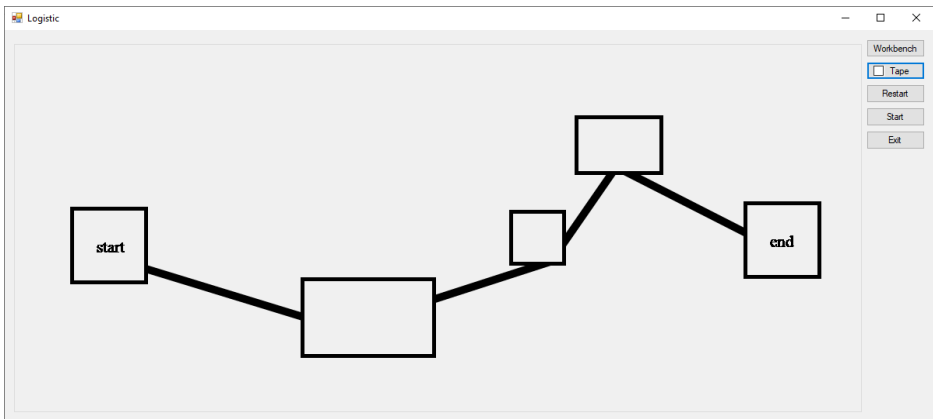 Logistic
Workbench
Tape
Restart
Start
Exit
start
end